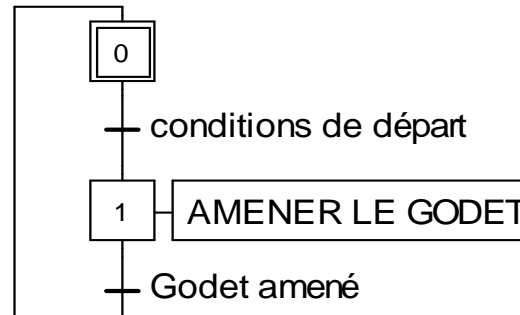 0
conditions de départ
1
AMENER LE GODET
Godet amené